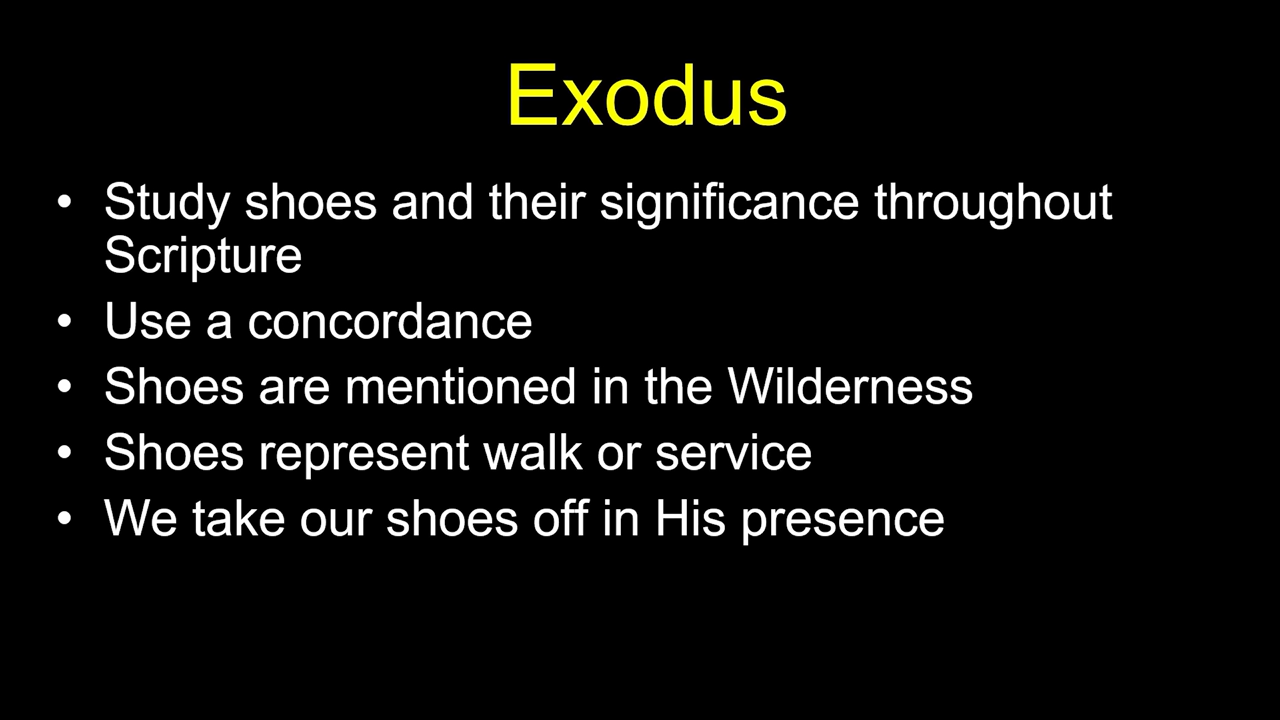 Exodus
• Study shoes and their significance throughout
Scripture
• Use a concordance
• Shoes are mentioned in the Wilderness
• Shoes represent walk or service
• We take our shoes off in His presence